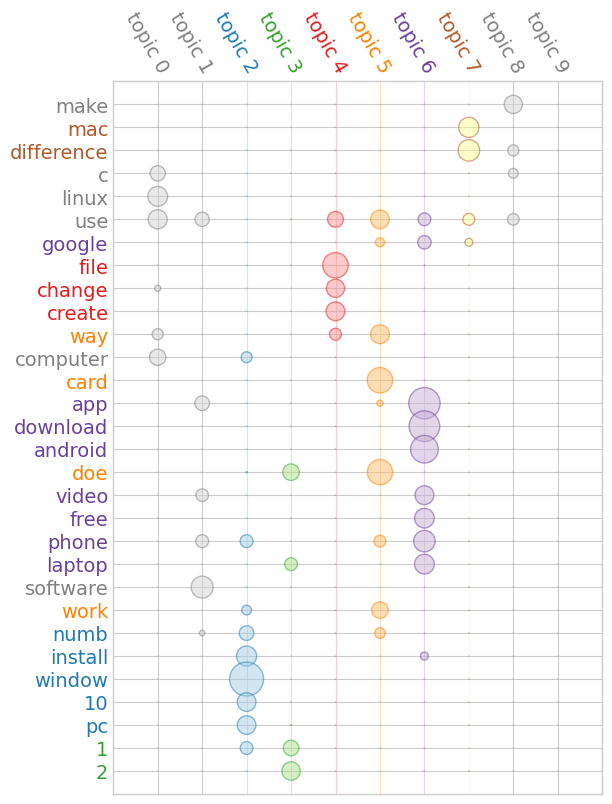 topic 0
topic 1
topic 2
topic 3
topic 4
topic 5
topic 6
topic 7
topic 8
topic 9
make
mac
difference
c
linux
use
google
file
change
create
way
computer
card
app
download
android
doe
video
free
phone
laptop
software
work
numb
install
window
10
pc
1
2